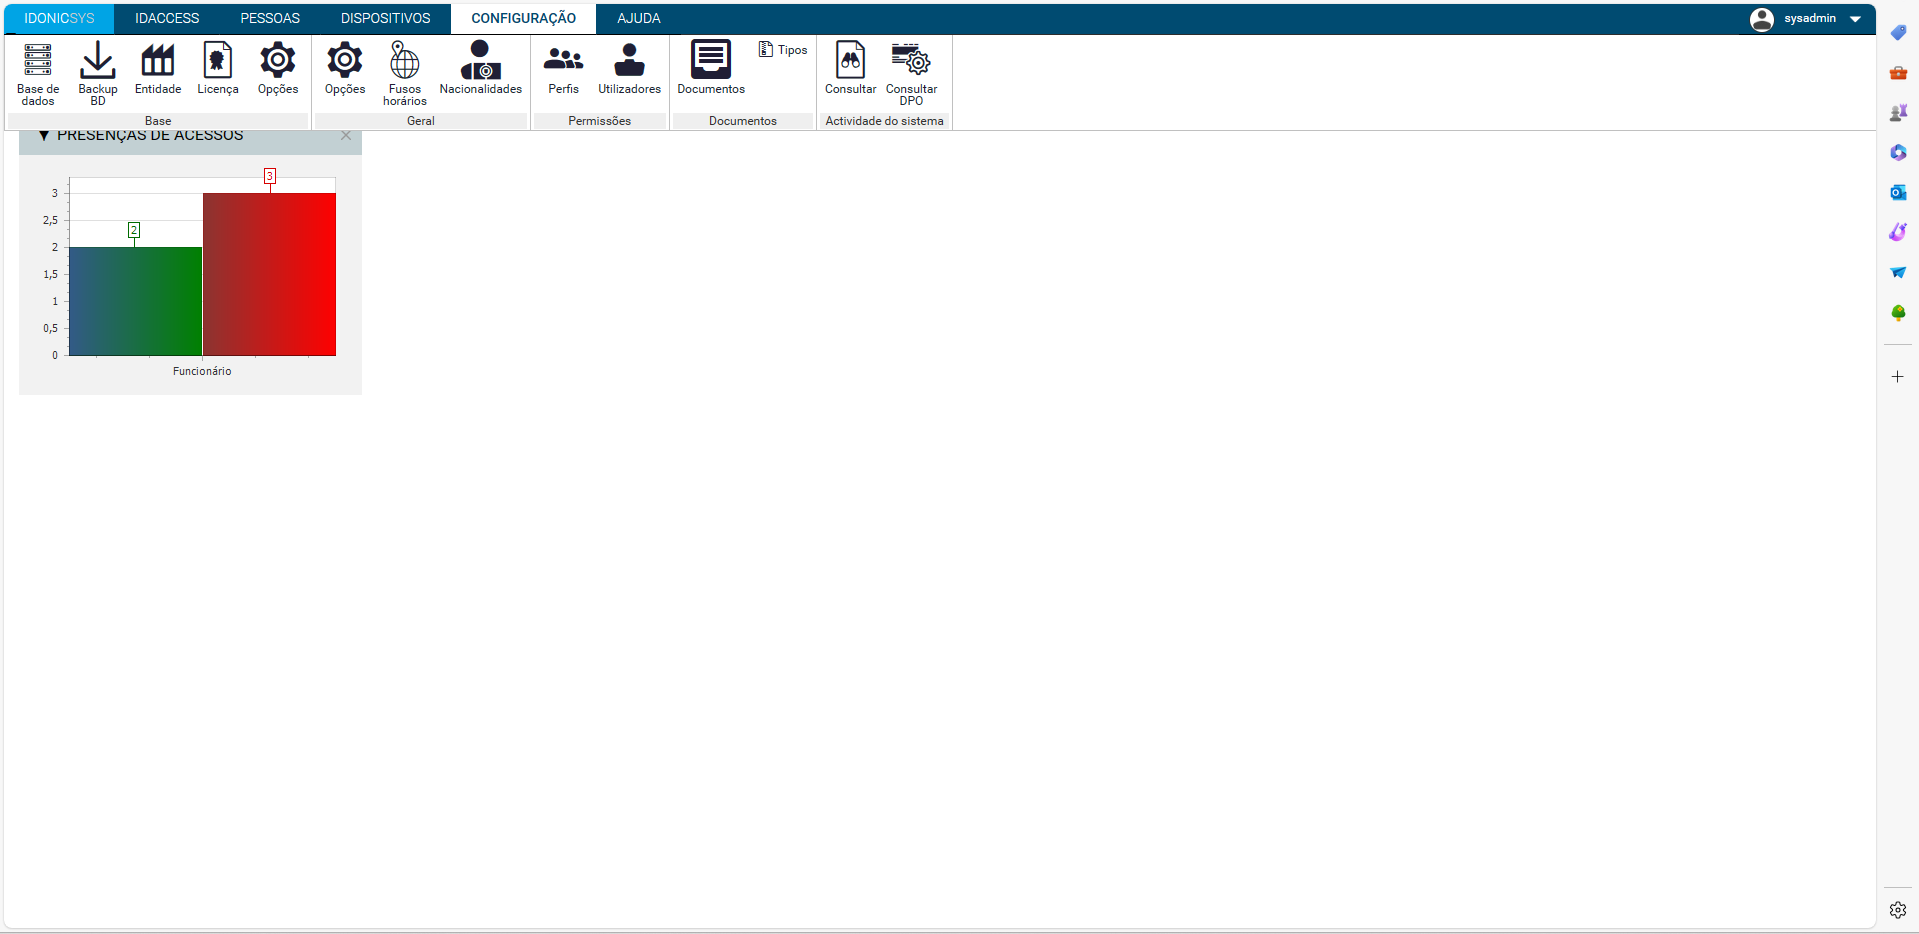 IDONICSYS IDACCESS PESSOAS DISPOSITIVOS CONFIGURAÇÃO AJUDA sysadmin
Base de dados
Backup BD
Entidade
Licença
Opções
Base
Opções
Fusos horários
Nacionalidades
Geral
Perfis
Utilizadores
Permissões
Documentos
Tipos
Documentos
Consultar
Consultar DPO
Actividade do sistema
PRESENÇAS DE ACESSOS
3
2
3
2,5
2
1,5
1
0,5
0
Funcionário